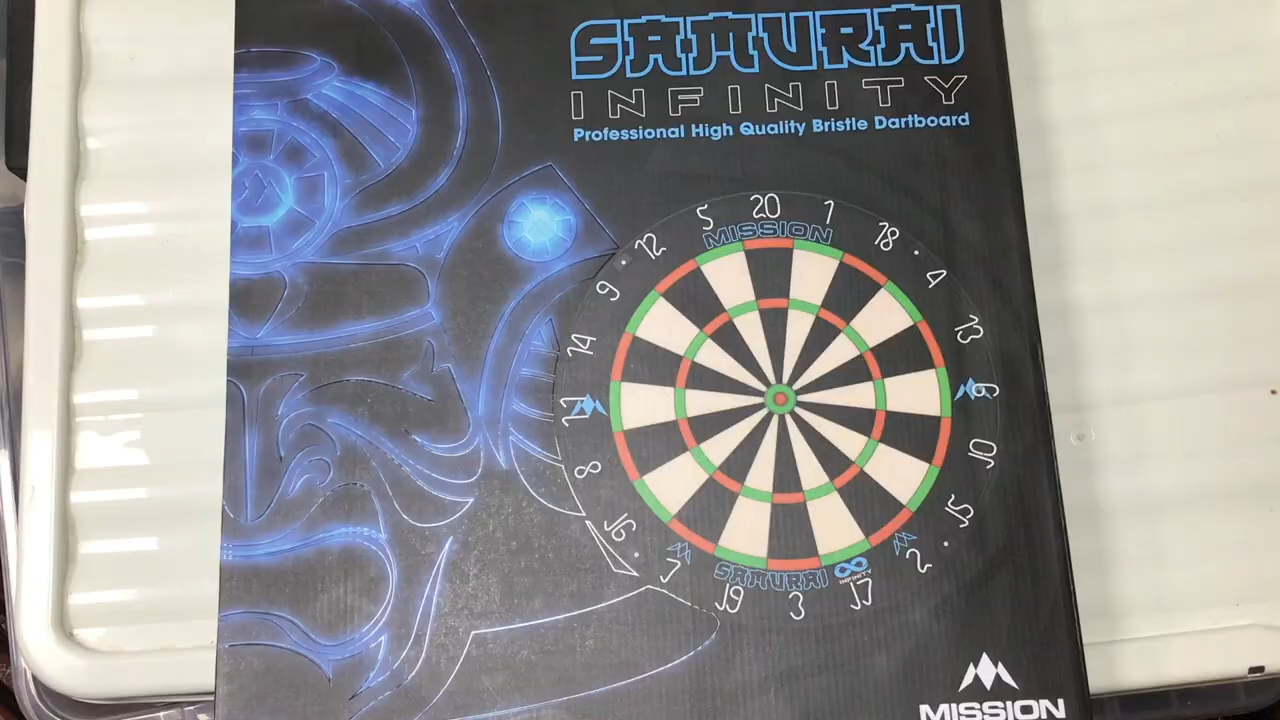 SAMURAI
INFINITY
Professional High Quality Bristle Dartboard
5 20 1
12 18
MISSION
9 4
14 13
11 6
8 10
16 15
7 2
SAMURAI
INFINITY
19 3 17
MISSION